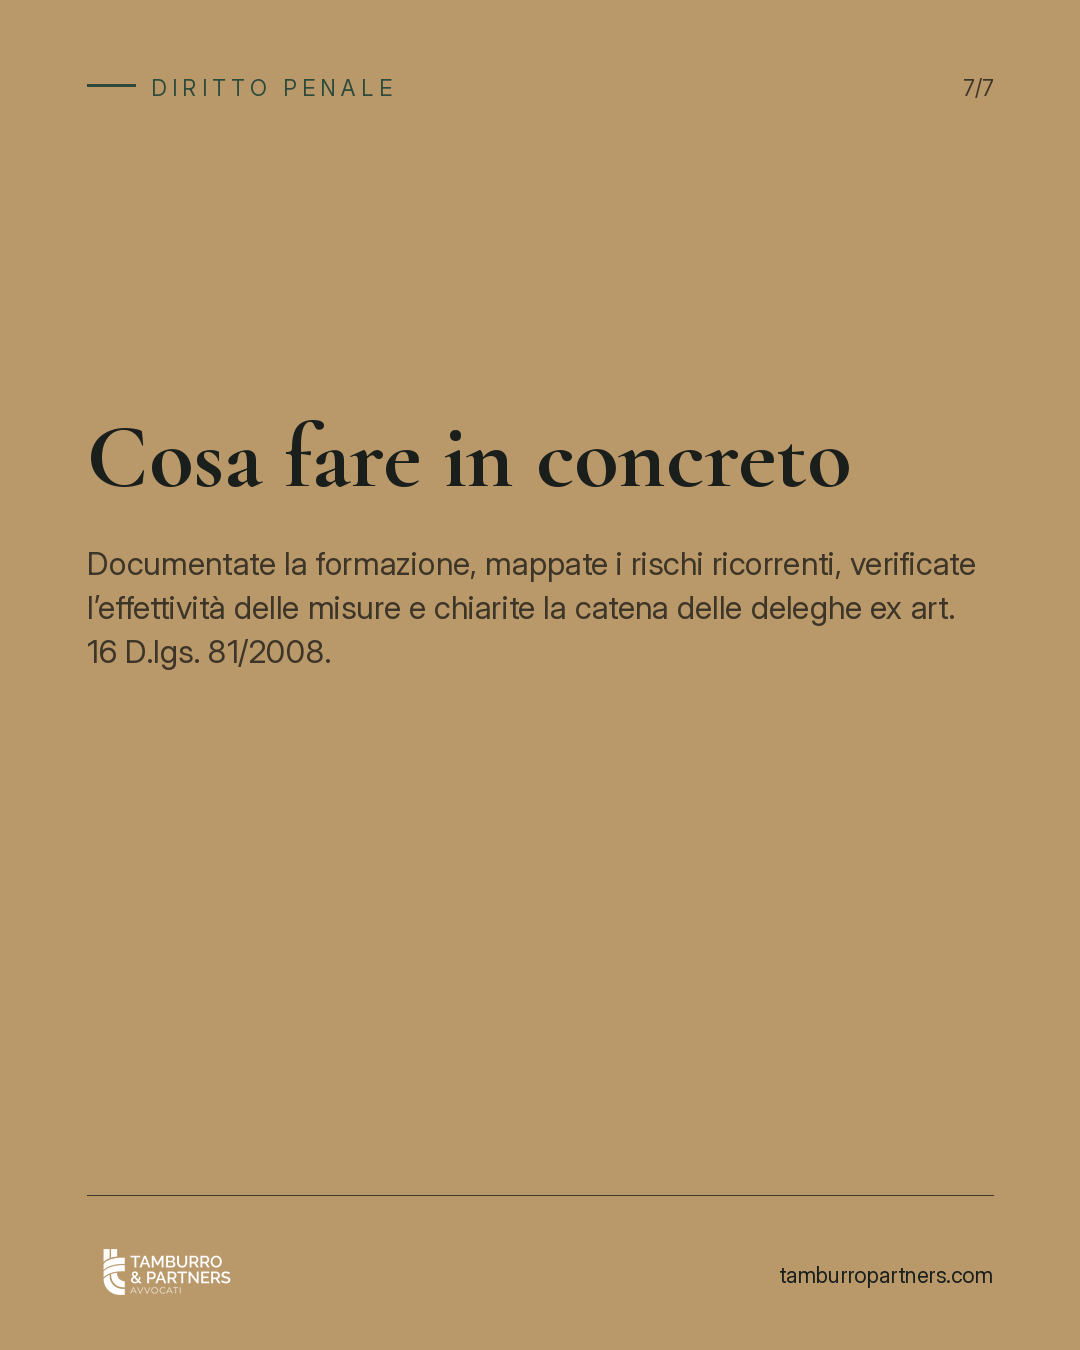 DIRITTO PENALE
7/7
Cosa fare in concreto
Documentate la formazione, mappate i rischi ricorrenti, verificate
l’effettività delle misure e chiarite la catena delle deleghe ex art.
16 D.lgs. 81/2008.
TAMBURRO
& PARTNERS
AVVOCATI
tamburropartners.com